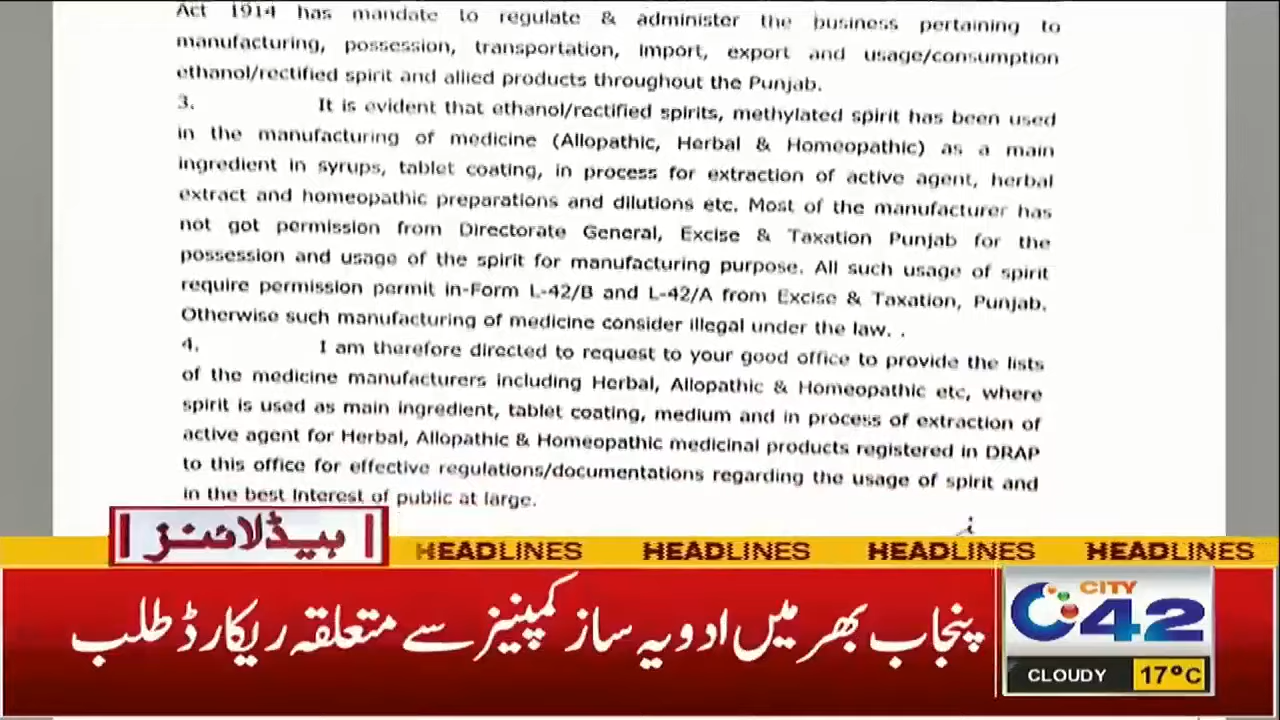 Act 1914 has mandate to regulate & administer the business pertaining to
manufacturing, possession, transportation, import, export and usage/consumption
ethanol/rectified spirit and allied products throughout the Punjab.
3. It is evident that ethanol/rectified spirits, methylated spirit has been used
in the manufacturing of medicine (Allopathic, Herbal & Homeopathic) as a main
ingredient in syrups, tablet coating, in process for extraction of active agent, herbal
extract and homeopathic preparations and dilutions etc. Most of the manufacturer has
not got permission from Directorate General, Excise & Taxation Punjab for the
possession and usage of the spirit for manufacturing purpose. All such usage of spirit
require permission permit in-Form L-42/B and L-42/A from Excise & Taxation, Punjab.
Otherwise such manufacturing of medicine consider illegal under the law. .
4. I am therefore directed to request to your good office to provide the lists
of the medicine manufacturers including Herbal, Allopathic & Homeopathic etc, where
spirit is used as main ingredient, tablet coating, medium and in process of extraction of
active agent for Herbal, Allopathic & Homeopathic medicinal products registered in DRAP
to this office for effective regulations/documentations regarding the usage of spirit and
in the best interest of public at large.
ہیڈلائنز
HEADLINES HEADLINES HEADLINES HEADLINES
پنجاب بھر میں ادویہ ساز کمپنیز سے متعلقہ ریکارڈ طلب
CITY
42
CLOUDY 17°C